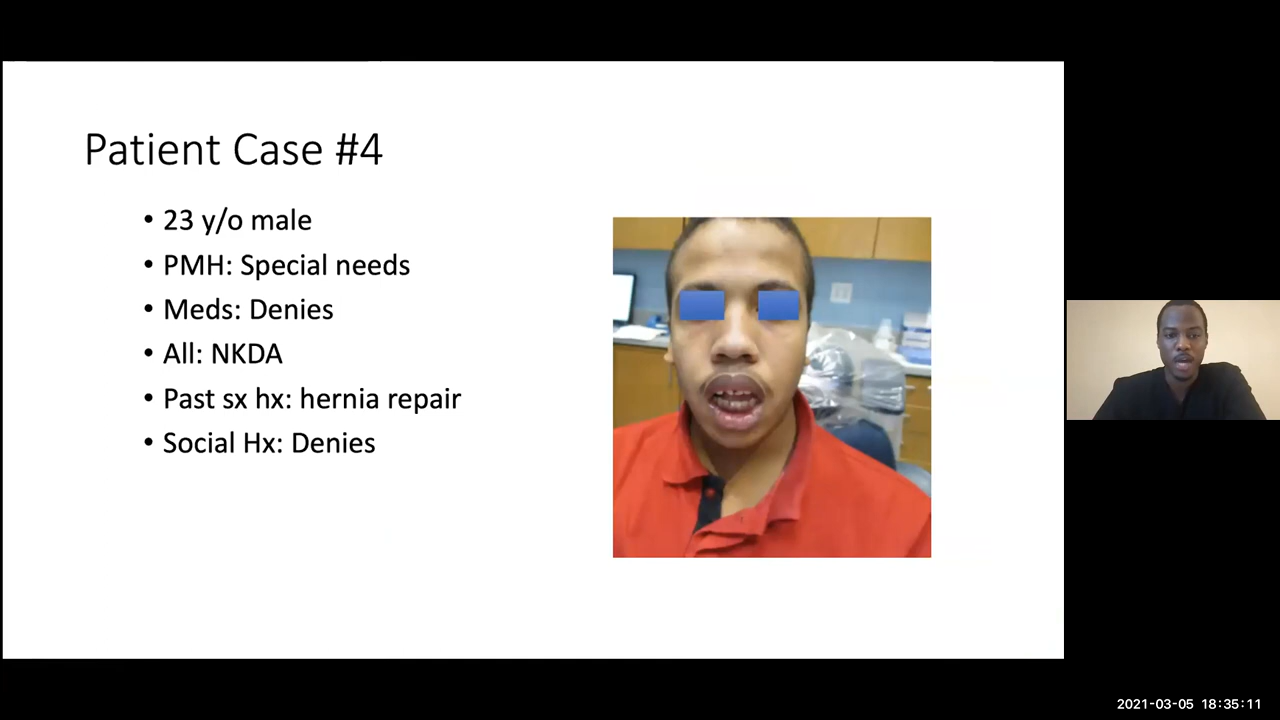 Patient Case #4
• 23 y/o male
• PMH: Special needs
• Meds: Denies
• All: NKDA
• Past sx hx: hernia repair
• Social Hx: Denies
2021-03-05 18:35:11